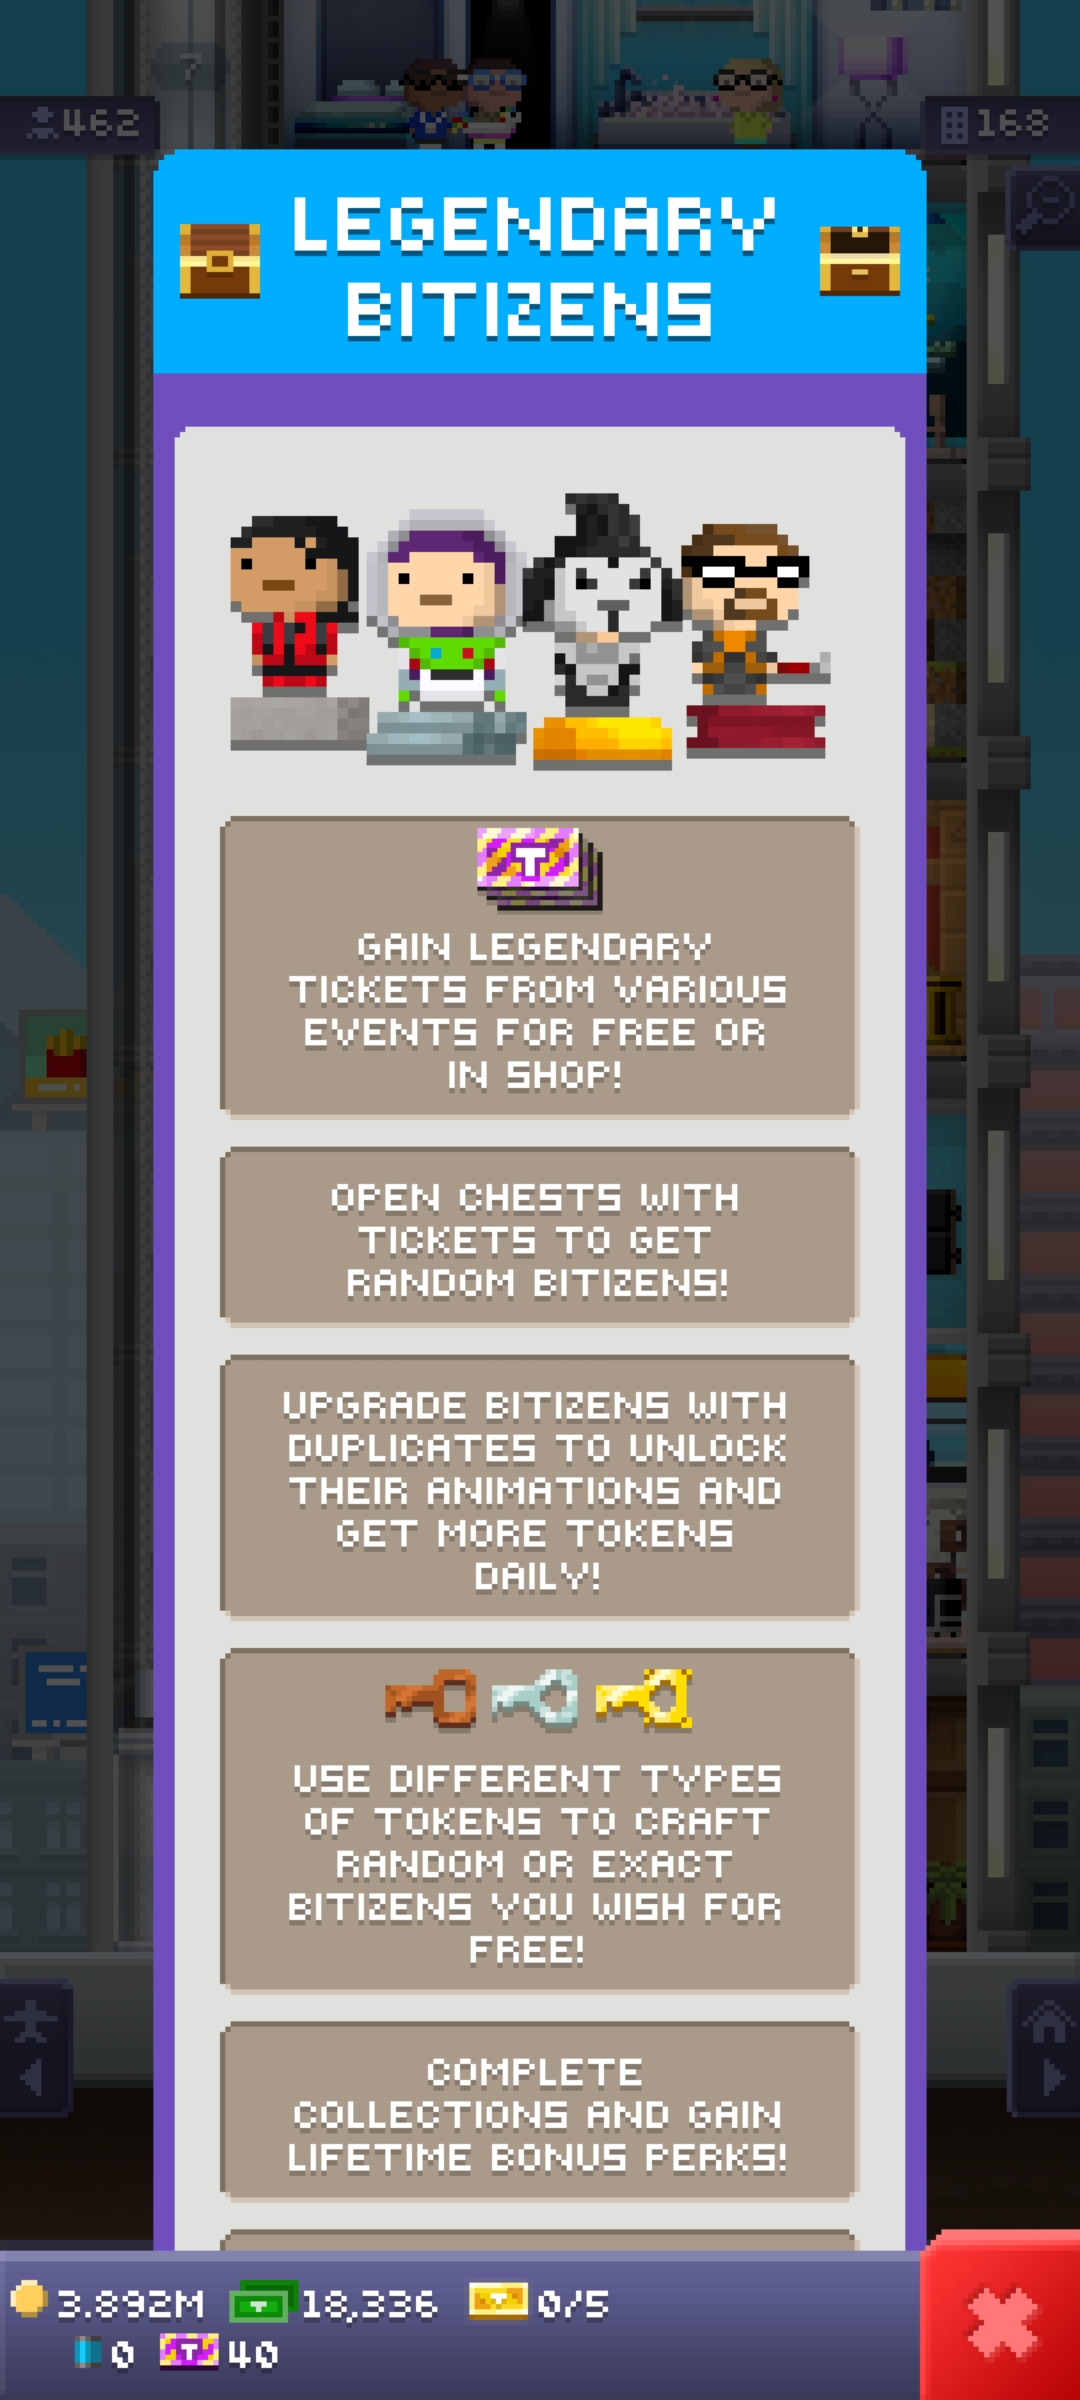 ?
462
168
LEGENDARY
BITIZENS
T
GAIN LEGENDARY
TICKETS FROM VARIOUS
EVENTS FOR FREE OR
IN SHOP!
OPEN CHESTS WITH
TICKETS TO GET
RANDOM BITIZENS!
UPGRADE BITIZENS WITH
DUPLICATES TO UNLOCK
THEIR ANIMATIONS AND
GET MORE TOKENS
DAILY!
USE DIFFERENT TYPES
OF TOKENS TO CRAFT
RANDOM OR EXACT
BITIZENS YOU WISH FOR
FREE!
COMPLETE
COLLECTIONS AND GAIN
LIFETIME BONUS PERKS!
3.892M T 18,336 T 0/5
0 T 40